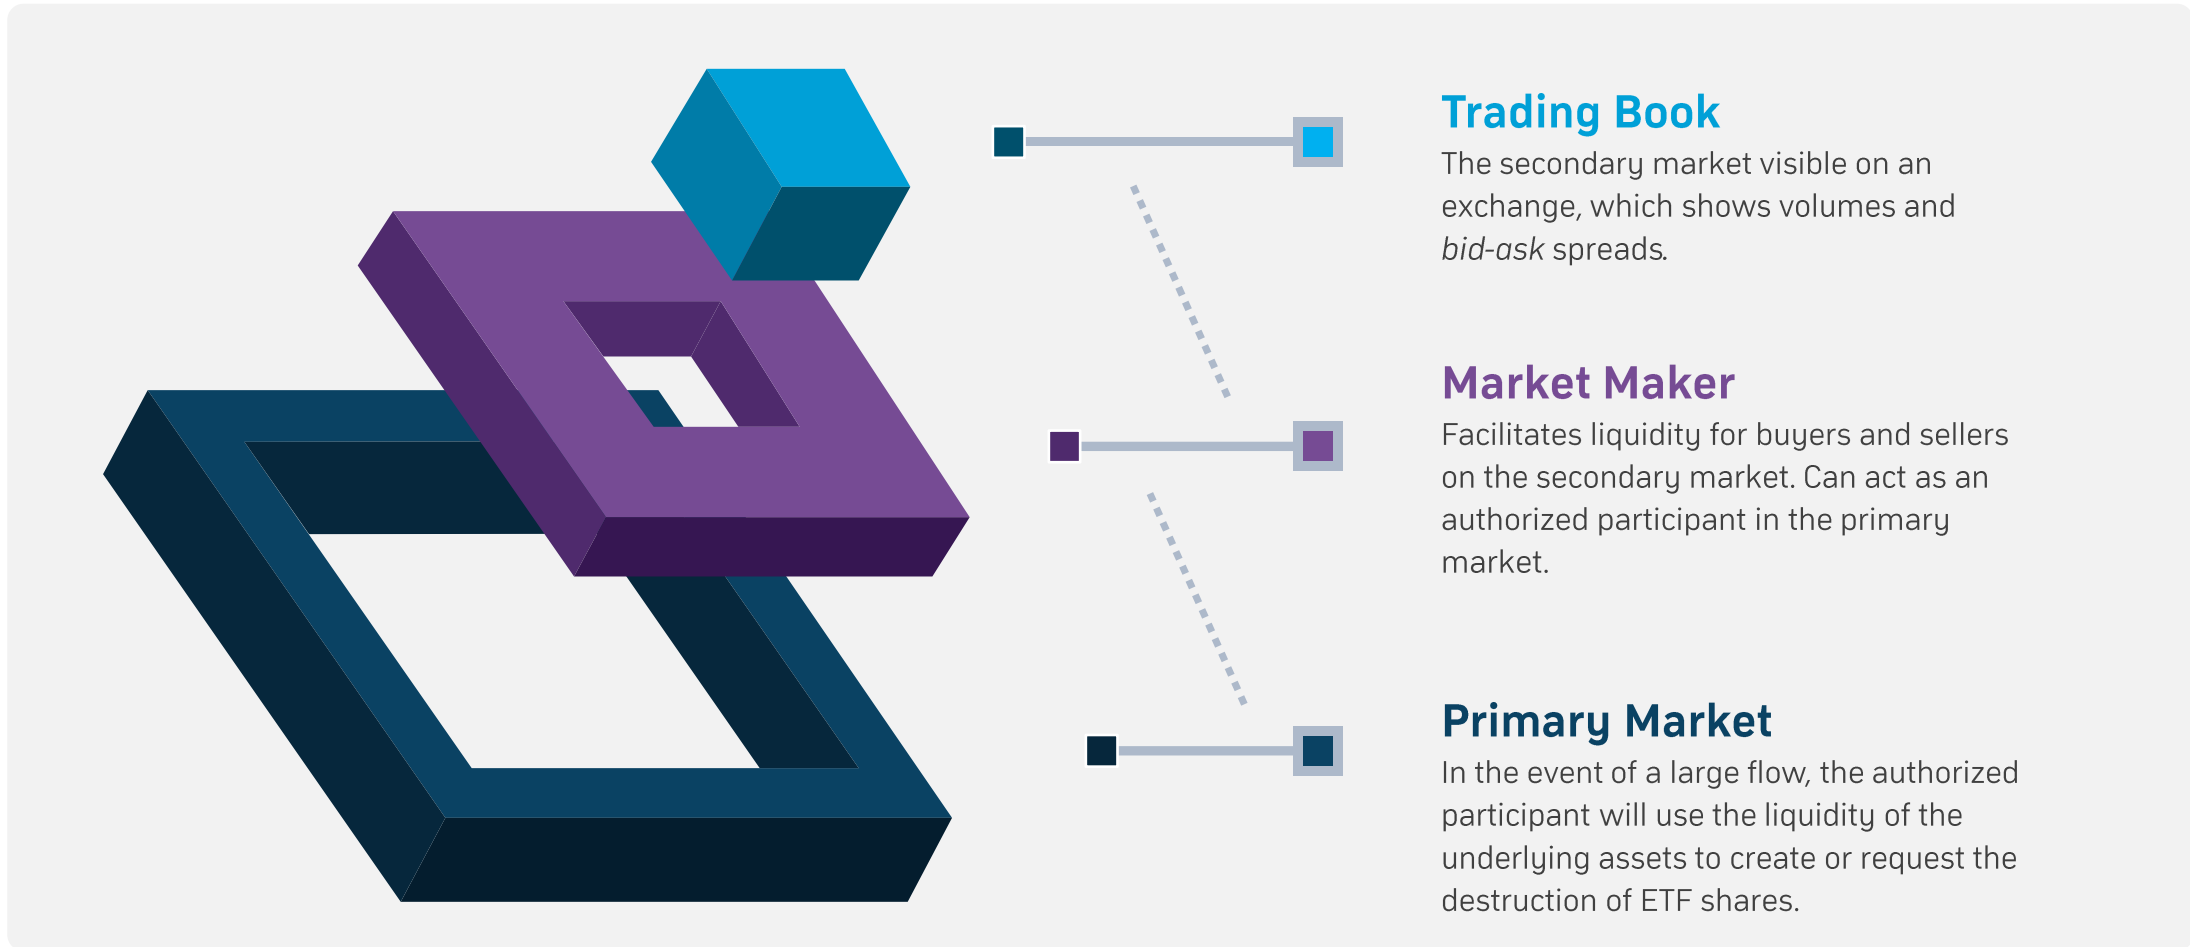 Trading Book
The secondary market visible on an
exchange, which shows volumes and
bid-ask spreads.
Market Maker
Facilitates liquidity for buyers and sellers
on the secondary market. Can act as an
authorized participant in the primary
market.
Primary Market
In the event of a large flow, the authorized
participant will use the liquidity of the
underlying assets to create or request the
destruction of ETF shares.